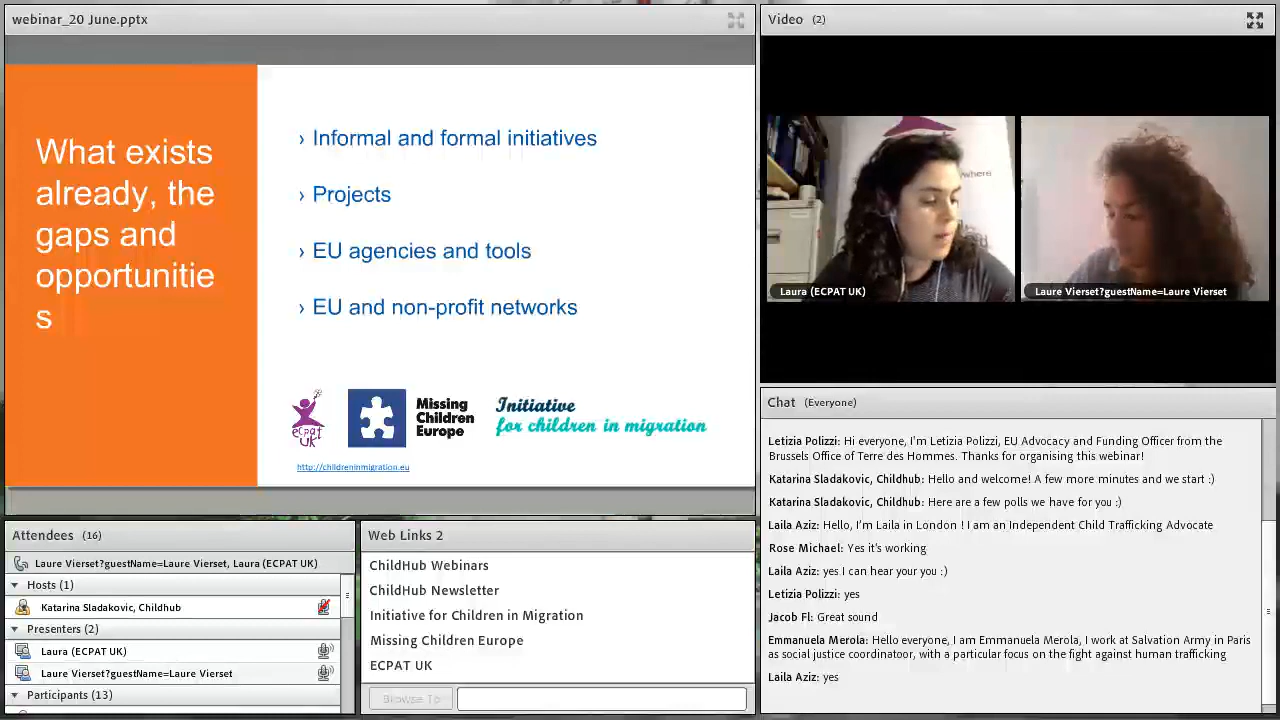 webinar_20 June.pptx
What exists
already, the
gaps and
opportunitie
s
› Informal and formal initiatives
› Projects
› EU agencies and tools
› EU and non-profit networks
ECPAT
UK
Missing
Children
Europe
Initiative
for children in migration
http://childreninmigration.eu
Video (2)
where
Laura (ECPAT UK)
Laure Vierset?guestName=Laure Vierset
Chat (Everyone)
Letizia Polizzi: Hi everyone, I'm Letizia Polizzi, EU Advocacy and Funding Officer from the
Brussels Office of Terre des Hommes. Thanks for organising this webinar!
Katarina Sladakovic, Childhub: Hello and welcome! A few more minutes and we start :)
Katarina Sladakovic, Childhub: Here are a few polls we have for you :)
Laila Aziz: Hello, I'm Laila in London ! I am an Independent Child Trafficking Advocate
Rose Michael: Yes it's working
Laila Aziz: yes I can hear your you :)
Letizia Polizzi: yes
Jacob Fl: Great sound
Emmanuela Merola: Hello everyone, I am Emmanuela Merola, I work at Salvation Army in Paris
as social justice coordinatoor, with a particular focus on the fight against human trafficking
Laila Aziz: yes
Attendees (16)
Laure Vierset?guestName=Laure Vierset, Laura (ECPAT UK)
Hosts (1)
Katarina Sladakovic, Childhub
Presenters (2)
Laura (ECPAT UK)
Laure Vierset?guestName=Laure Vierset
Participants (13)
Web Links 2
ChildHub Webinars
ChildHub Newsletter
Initiative for Children in Migration
Missing Children Europe
ECPAT UK
Browse To